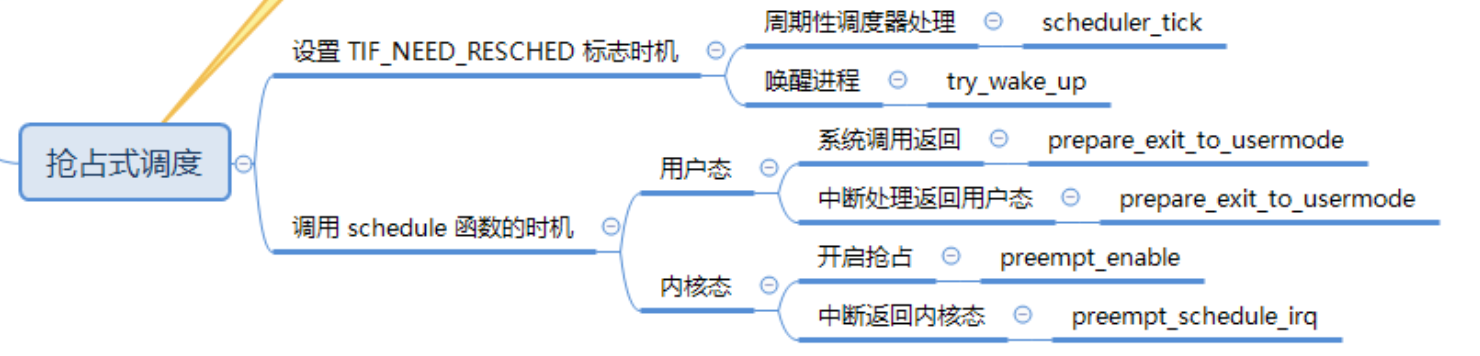 抢占式调度
设置 TIF_NEED_RESCHED 标志时机
周期性调度器处理
scheduler_tick
唤醒进程
try_wake_up
调用 schedule 函数的时机
用户态
系统调用返回
prepare_exit_to_usermode
中断处理返回用户态
prepare_exit_to_usermode
内核态
开启抢占
preempt_enable
中断返回内核态
preempt_schedule_irq